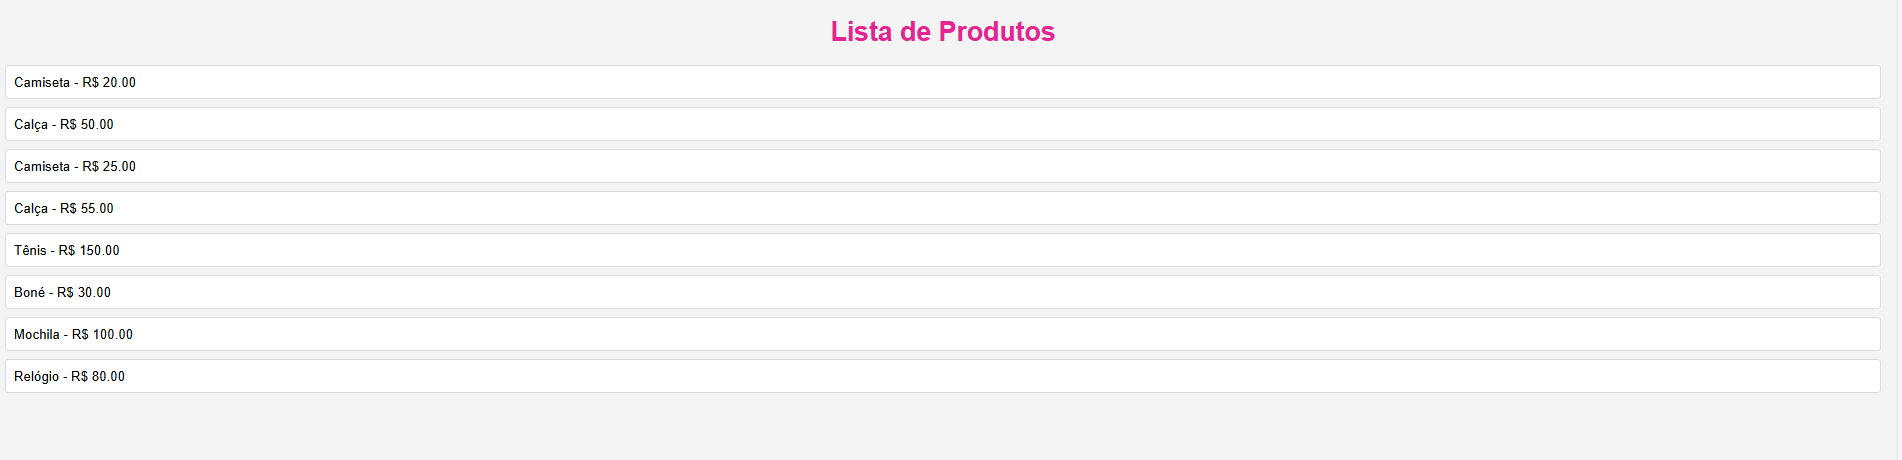 Lista de Produtos
Camiseta - R$ 20.00
Calça - R$ 50.00
Camiseta - R$ 25.00
Calça - R$ 55.00
Tênis - R$ 150.00
Boné - R$ 30.00
Mochila - R$ 100.00
Relógio - R$ 80.00